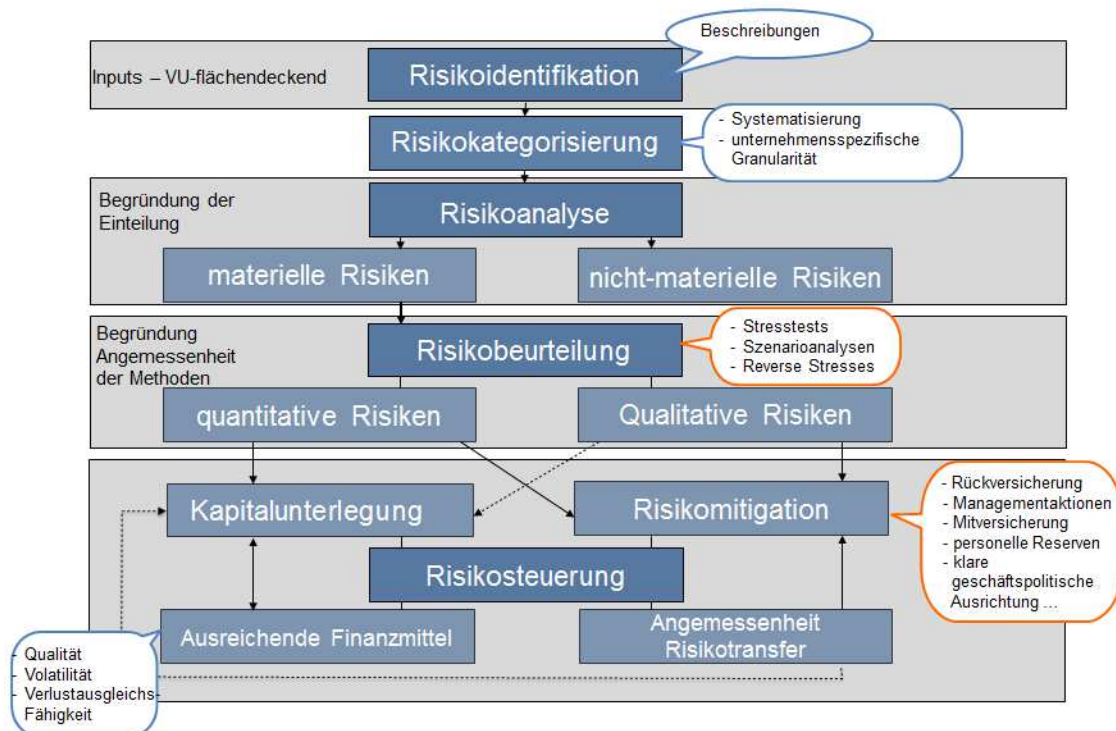 Beschreibungen
Inputs – VU-flächendeckend
Risikoidentifikation
Risikokategorisierung
- Systematisierung
- unternehmensspezifische
Granularität
Begründung der
Einteilung
Risikoanalyse
materielle Risiken
nicht-materielle Risiken
Begründung
Angemessenheit
der Methoden
Risikobeurteilung
- Stresstests
- Szenarioanalysen
- Reverse Stresses
quantitative Risiken
Qualitative Risiken
Kapitalunterlegung
Risikomitigation
- Rückversicherung
- Managementaktionen
- Mitversicherung
- personelle Reserven
- klare
geschäftspolitische
Ausrichtung ...
Risikosteuerung
Ausreichende Finanzmittel
Angemessenheit
Risikotransfer
- Qualität
- Volatilität
- Verlustausgleichs-
Fähigkeit